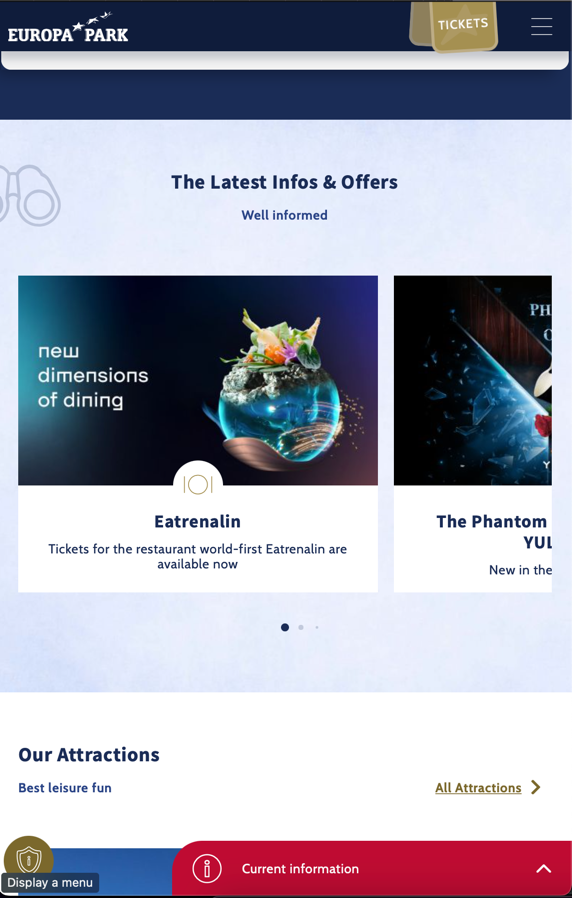 EUROPA PARK
TICKETS
The Latest Infos & Offers
Well informed
new
dimensions
of dining
PH
O
Y
Eatrenalin
Tickets for the restaurant world-first Eatrenalin are
available now
The Phantom
YUL
New in the
Our Attractions
Best leisure fun
All Attractions
Current information
Display a menu